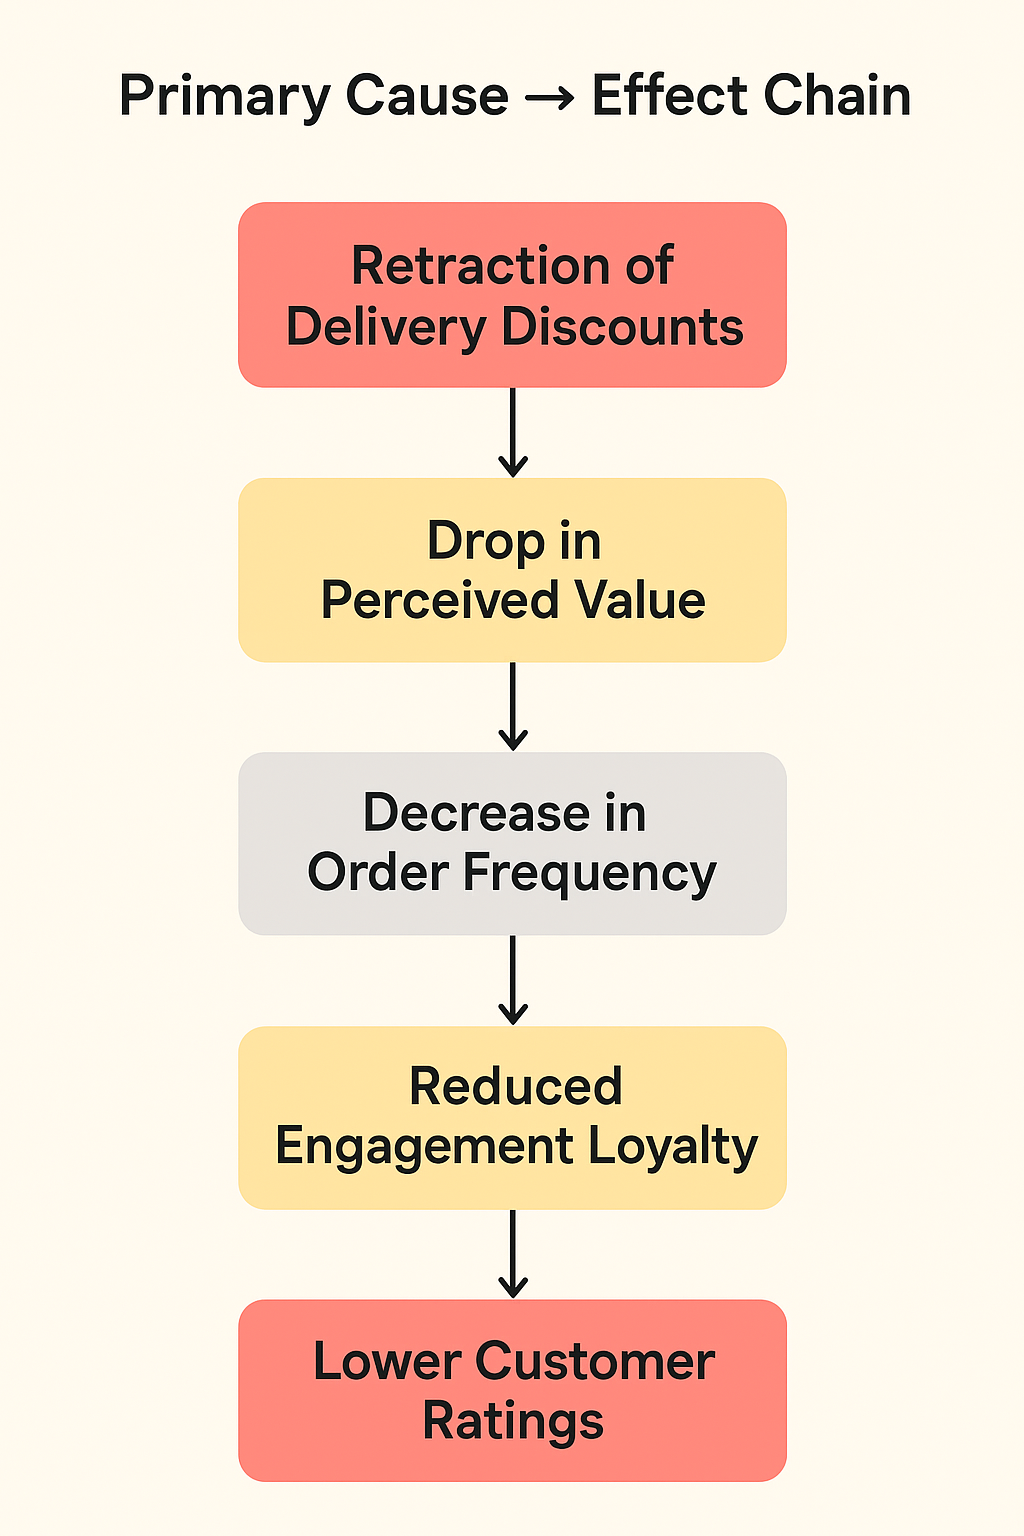 Primary Cause → Effect Chain
Retraction of
Delivery Discounts
Drop in
Perceived Value
Decrease in
Order Frequency
Reduced
Engagement Loyalty
Lower Customer
Ratings